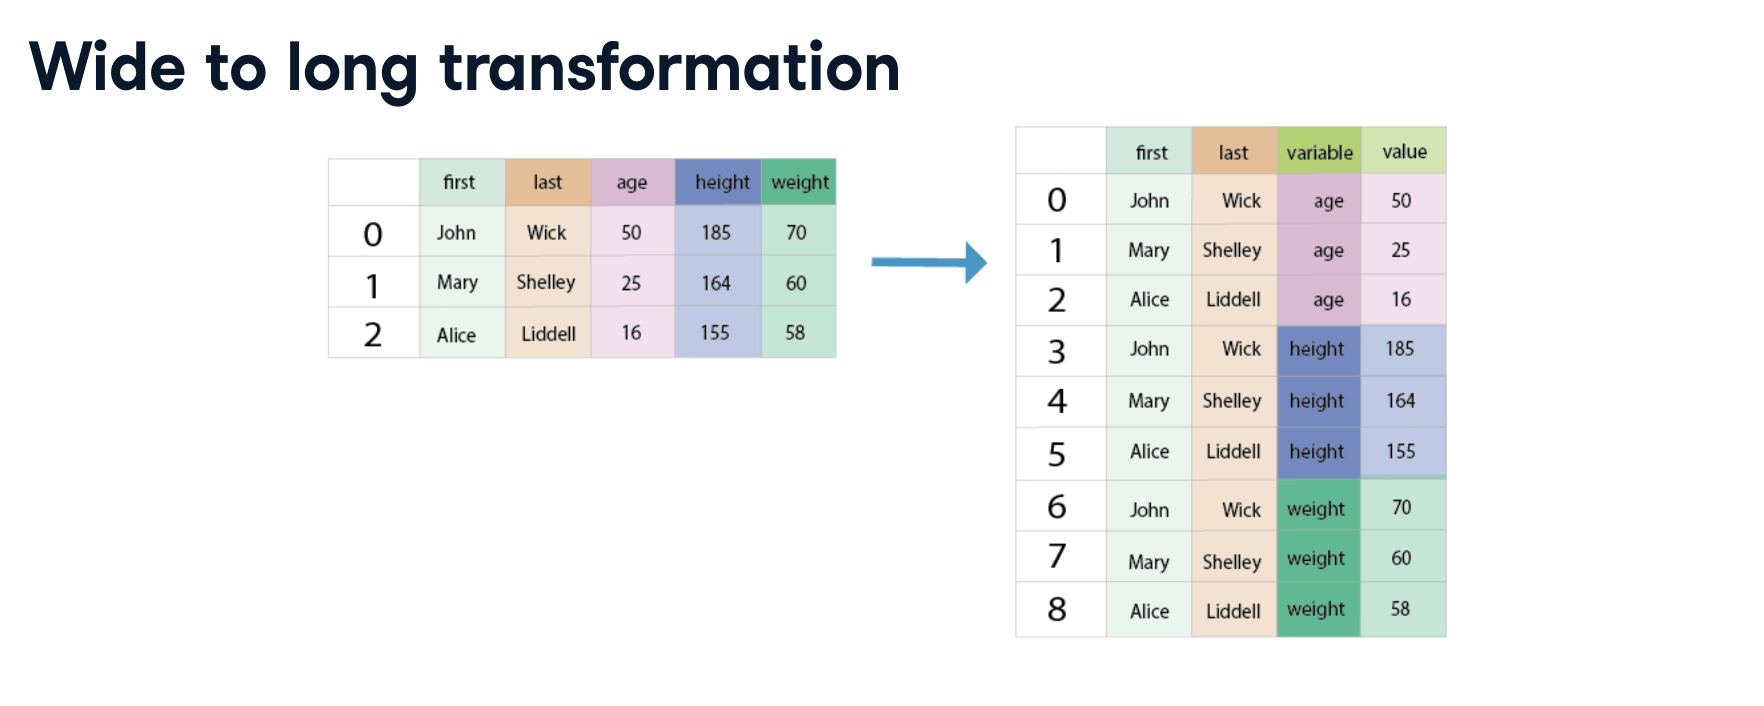 Wide to long transformation
first last age height weight
0 John Wick 50 185 70
1 Mary Shelley 25 164 60
2 Alice Liddell 16 155 58
first last variable value
0 John Wick age 50
1 Mary Shelley age 25
2 Alice Liddell age 16
3 John Wick height 185
4 Mary Shelley height 164
5 Alice Liddell height 155
6 John Wick weight 70
7 Mary Shelley weight 60
8 Alice Liddell weight 58